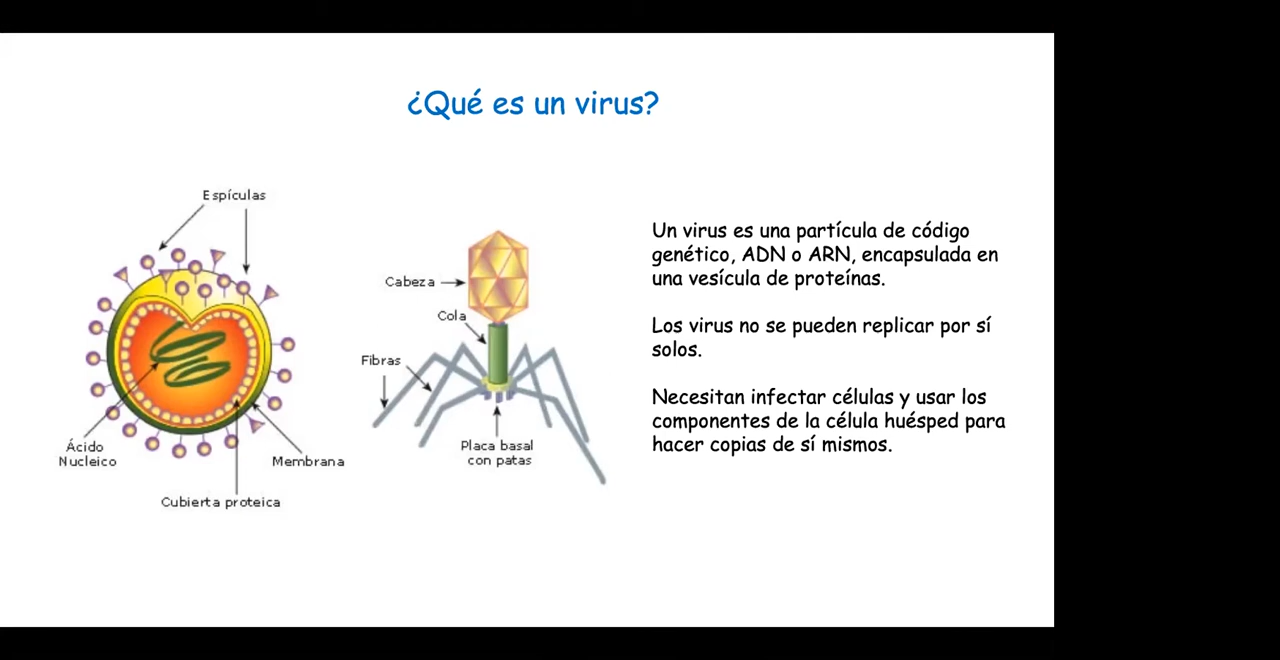 ¿Qué es un virus?
Espículas
Ácido
Nucleico
Membrana
Cubierta proteica
Cabeza
Cola
Fibras
Placa basal
con patas
Un virus es una partícula de código
genético, ADN o ARN, encapsulada en
una vesícula de proteínas.
Los virus no se pueden replicar por sí
solos.
Necesitan infectar células y usar los
componentes de la célula huésped para
hacer copias de sí mismos.